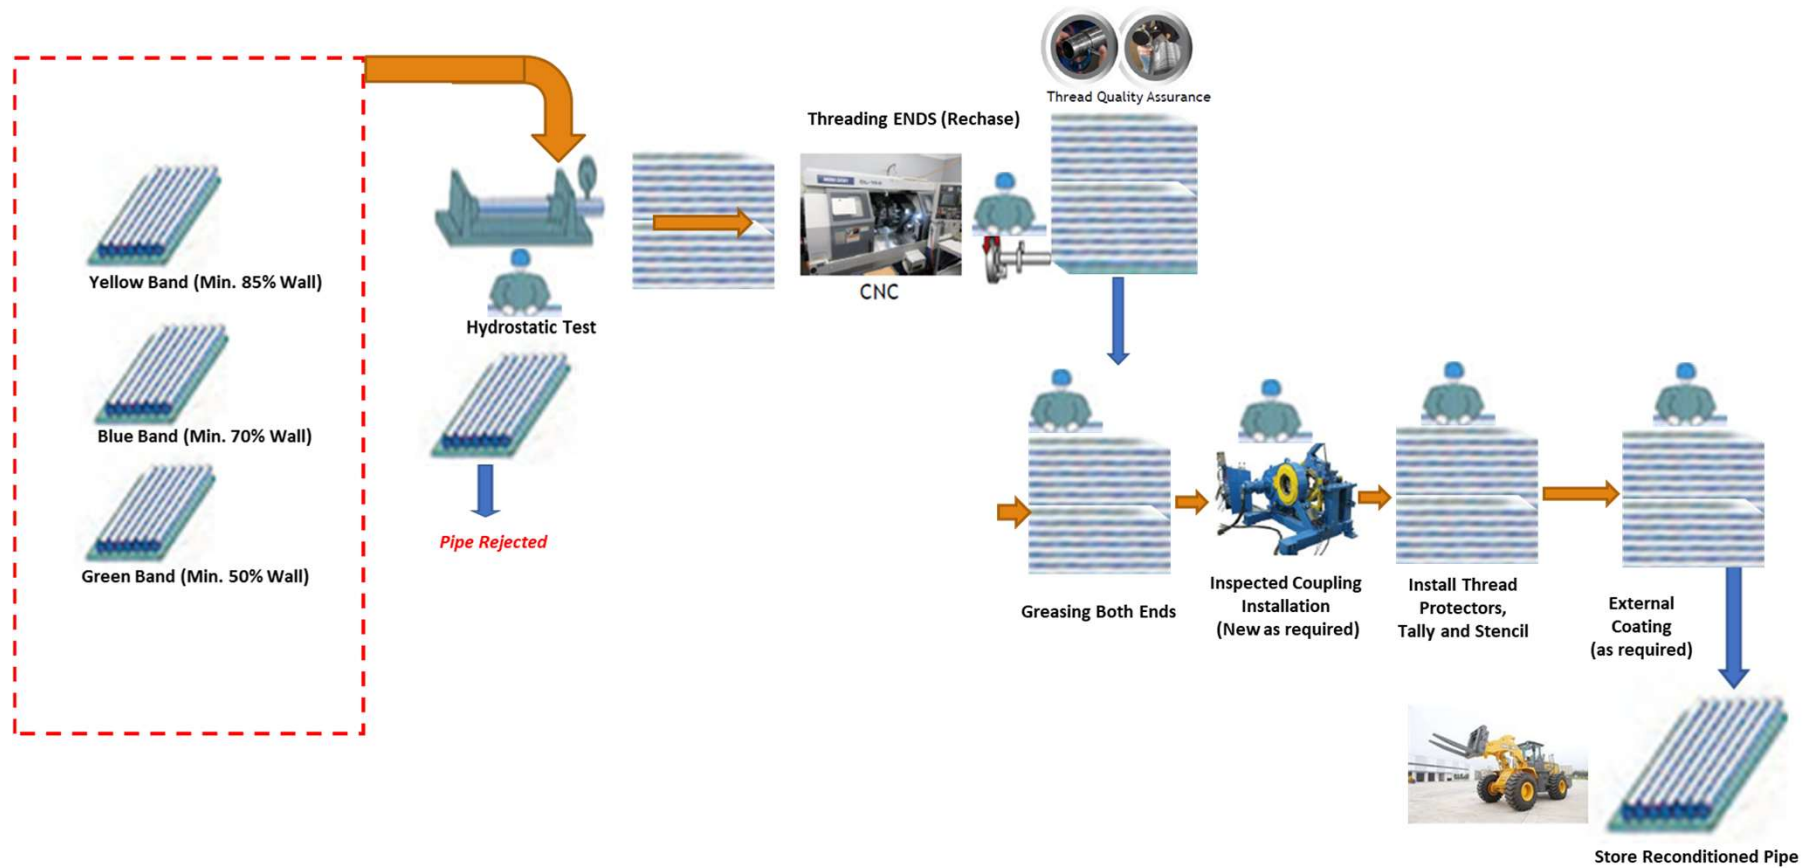 Thread Quality Assurance
Threading ENDS (Rechase)
CNC
Yellow Band (Min. 85% Wall)
Hydrostatic Test
Blue Band (Min. 70% Wall)
Pipe Rejected
Green Band (Min. 50% Wall)
Greasing Both Ends
Inspected Coupling
Installation
(New as required)
Install Thread
Protectors,
Tally and Stencil
External
Coating
(as required)
Store Reconditioned Pipe